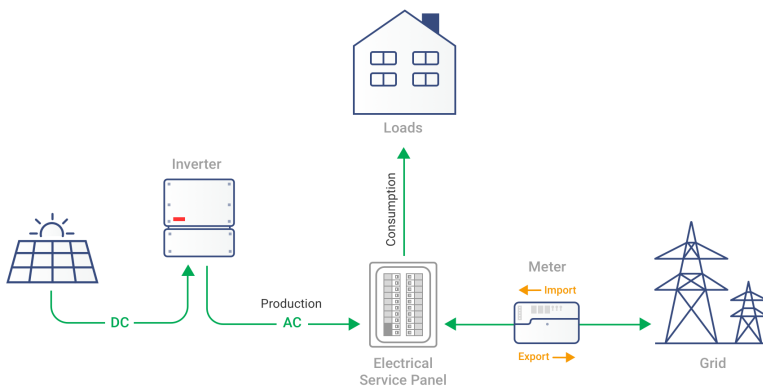 Loads
Inverter
Consumption
Meter
Import
Production
DC
AC
Export
Electrical
Service Panel
Grid